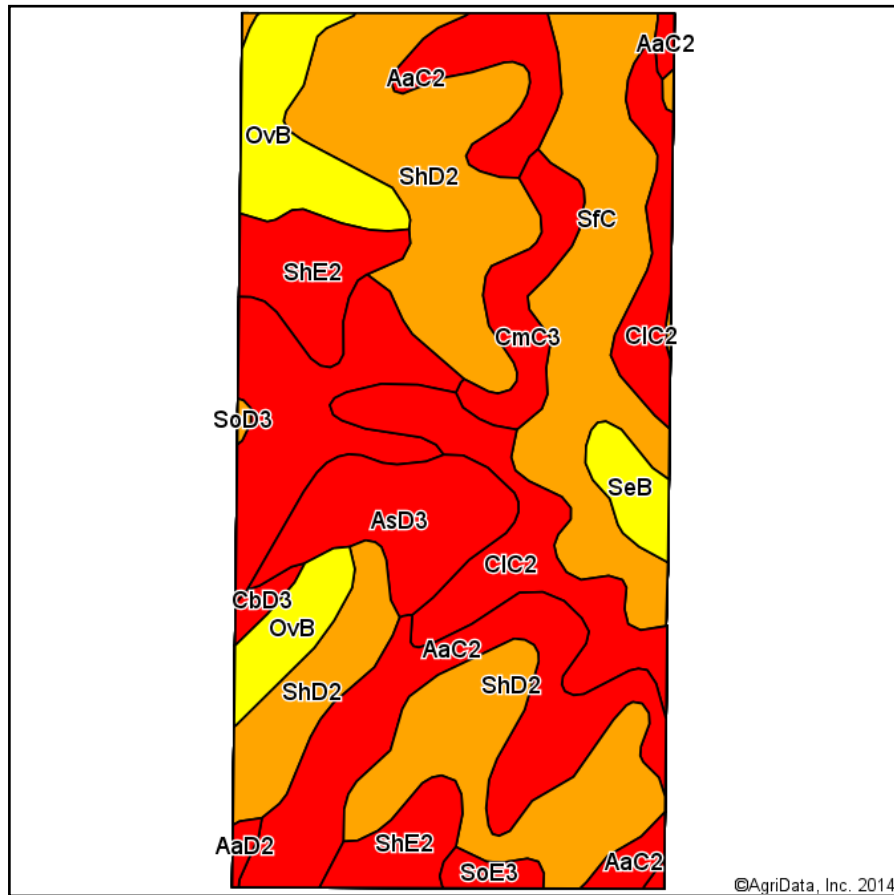 AaC2
AaC2
OvB
ShD2
SfC
ShE2
CmC3
ClC2
SoD3
SeB
AsD3
ClC2
CbD3
OvB
AaC2
ShD2
ShD2
AaD2
ShE2
AaC2
SoE3
©AgriData, Inc. 2014